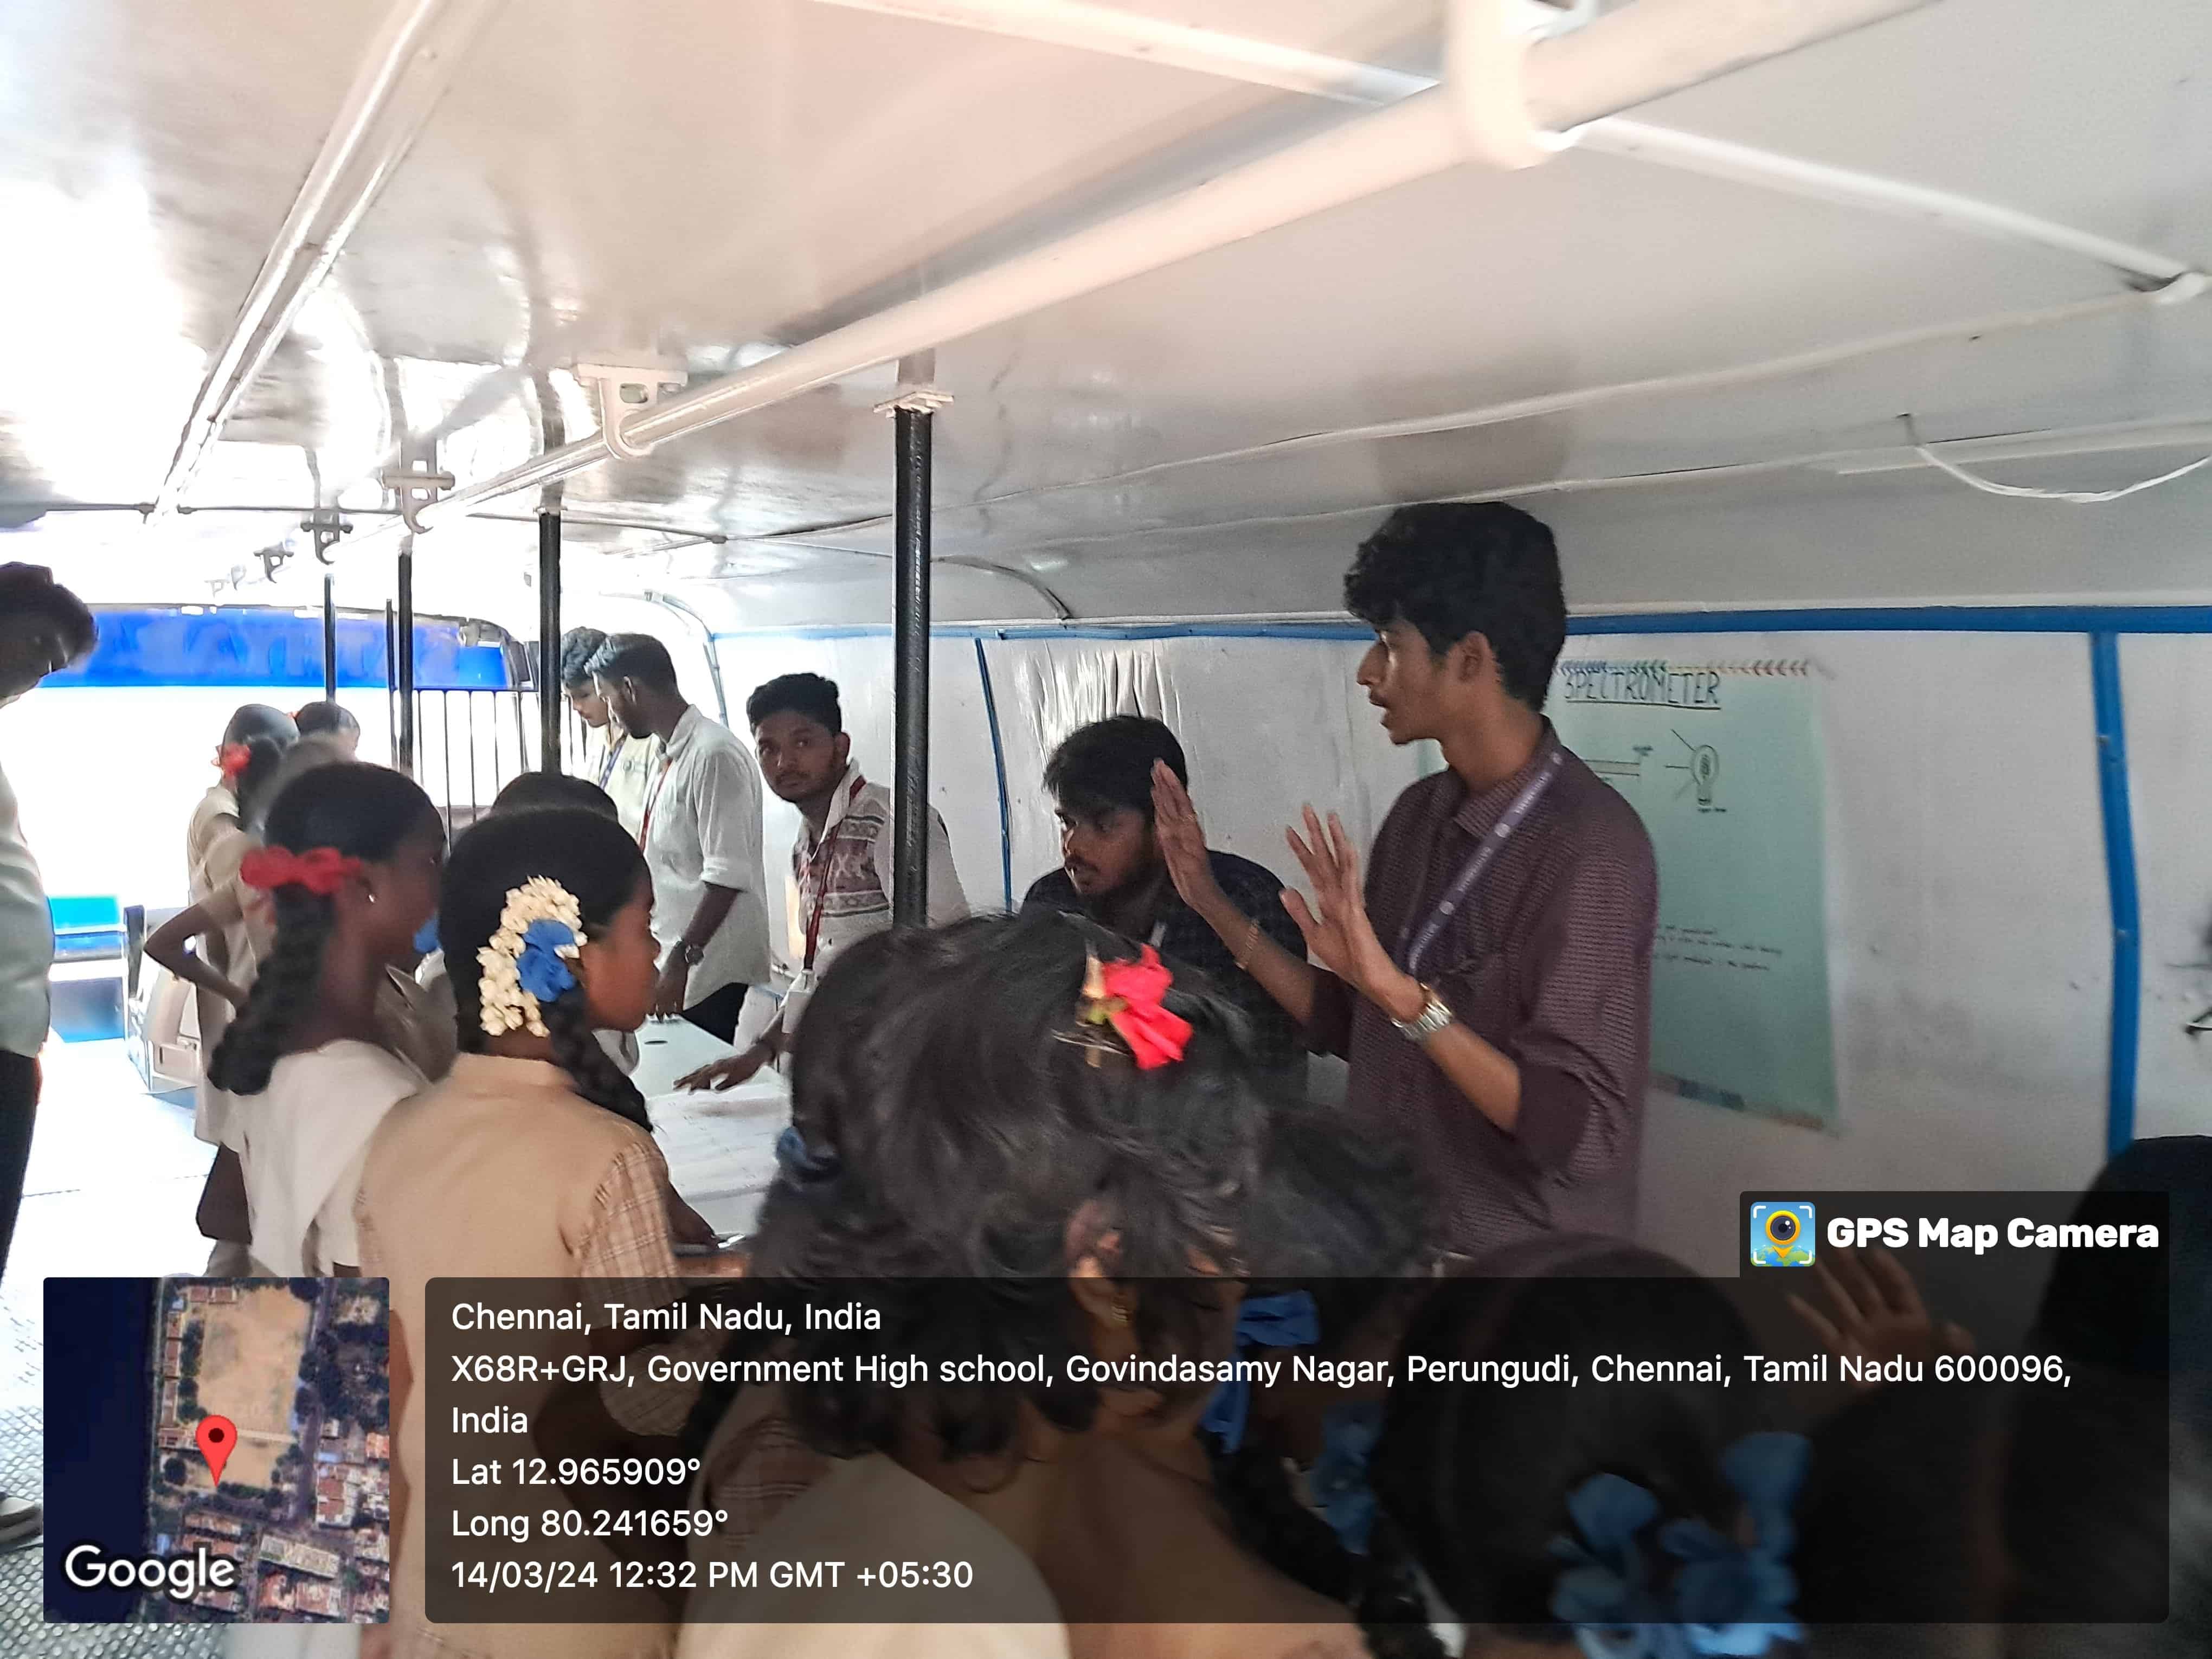 SPECTROMETER
GPS Map Camera
Chennai, Tamil Nadu, India
X68R+GRJ, Government High school, Govindasamy Nagar, Perungudi, Chennai, Tamil Nadu 600096,
India
Lat 12.965909°
Long 80.241659°
14/03/24 12:32 PM GMT +05:30
Google